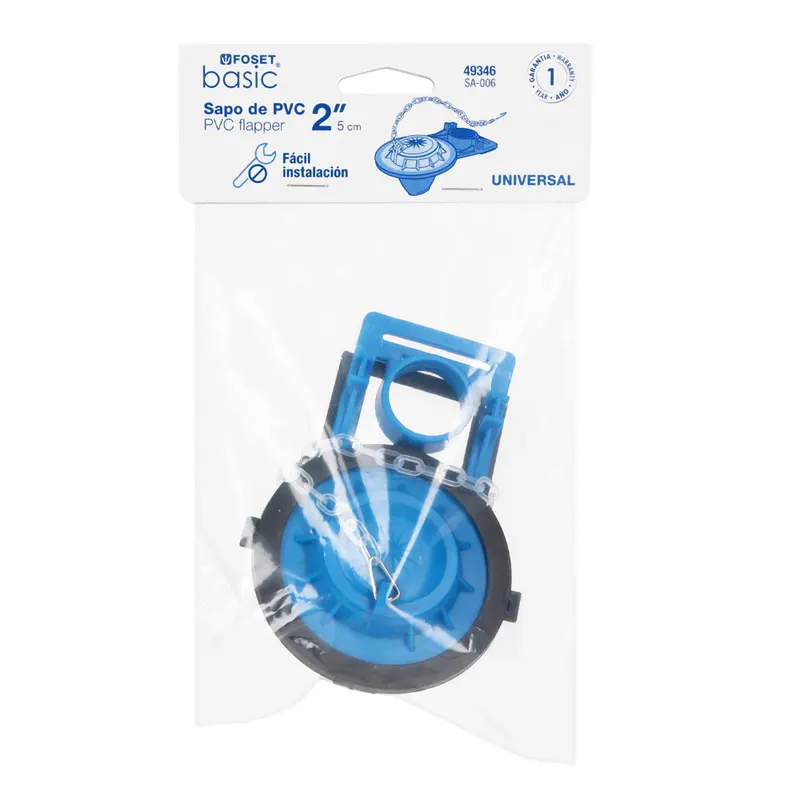 FOSET®
basic
Sapo de PVC 2"
PVC flapper 5 cm
Fácil
instalación
49346
SA-006
GARANTÍA · WARRANTY
1
YEAR · AÑO
UNIVERSAL